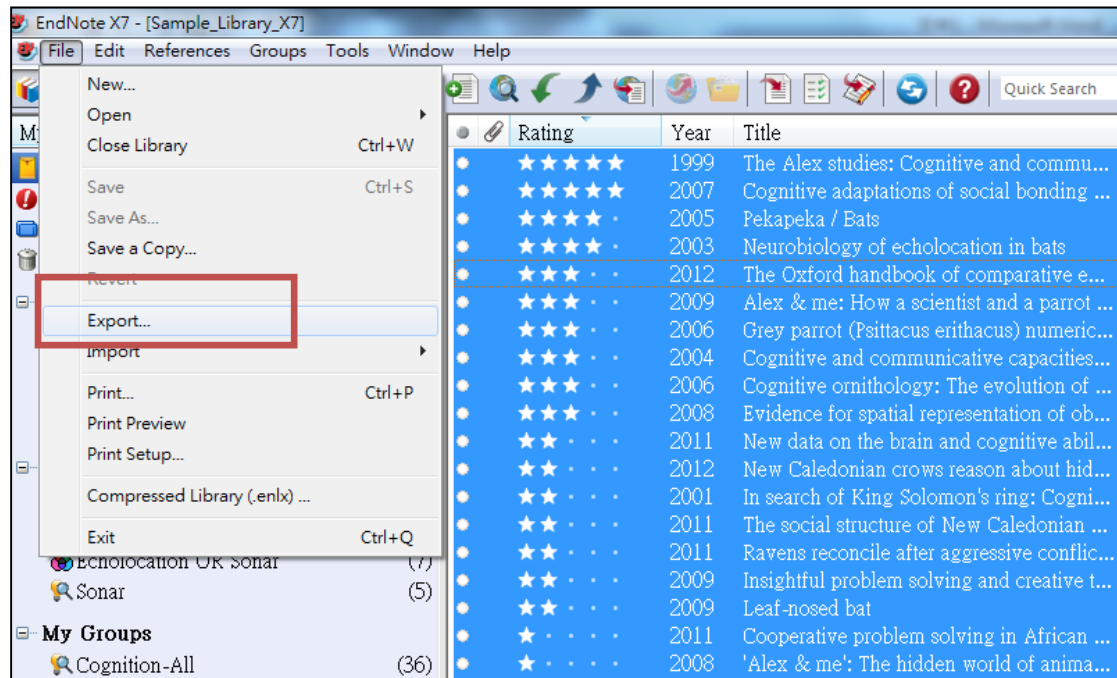 EndNote X7 - [Sample_Library_X7]
File Edit References Groups Tools Window Help
New...
Open
Close Library Ctrl+W
Save Ctrl+S
Save As...
Save a Copy...
Revert
Export...
Import
Print... Ctrl+P
Print Preview
Print Setup...
Compressed Library (.enlx) ...
Exit Ctrl+Q
Echolocation OR Sonar (7)
Sonar (5)
My Groups
Cognition-All (36)
Quick Search
Rating Year Title
1999 The Alex studies: Cognitive and commu...
2007 Cognitive adaptations of social bonding ...
2005 Pekapeka / Bats
2003 Neurobiology of echolocation in bats
2012 The Oxford handbook of comparative e...
2009 Alex & me: How a scientist and a parrot ...
2006 Grey parrot (Psittacus erithacus) numeric...
2004 Cognitive and communicative capacities...
2006 Cognitive ornithology: The evolution of ...
2008 Evidence for spatial representation of ob...
2011 New data on the brain and cognitive abil...
2012 New Caledonian crows reason about hid...
2001 In search of King Solomon's ring: Cogni...
2011 The social structure of New Caledonian ...
2011 Ravens reconcile after aggressive conflic...
2009 Insightful problem solving and creative t...
2009 Leaf-nosed bat
2011 Cooperative problem solving in African ...
2008 'Alex & me': The hidden world of anima...